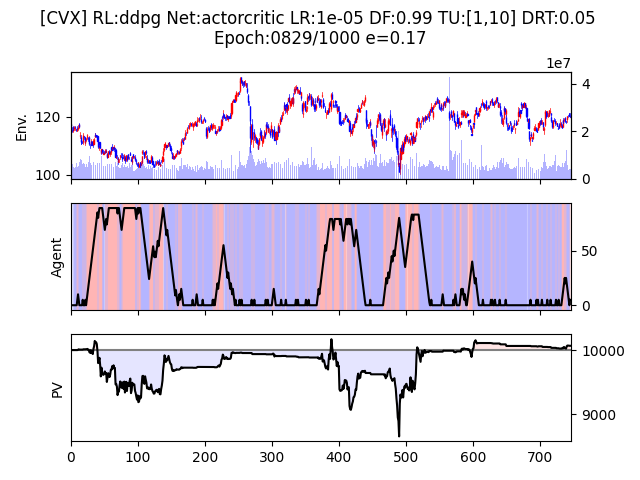 [CVX] RL:ddpg Net:actorcritic LR:1e-05 DF:0.99 TU:[1,10] DRT:0.05
Epoch:0829/1000 e=0.17
1e7
Env.
120
100
4
2
0
Agent
50
0
PV
10000
9000
0 100 200 300 400 500 600 700